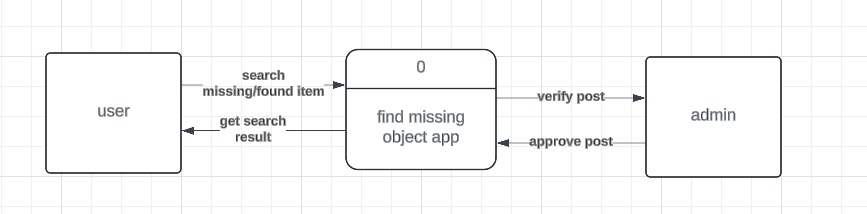 user
search
missing/found item
get search
result
0
find missing
object app
verify post
approve post
admin